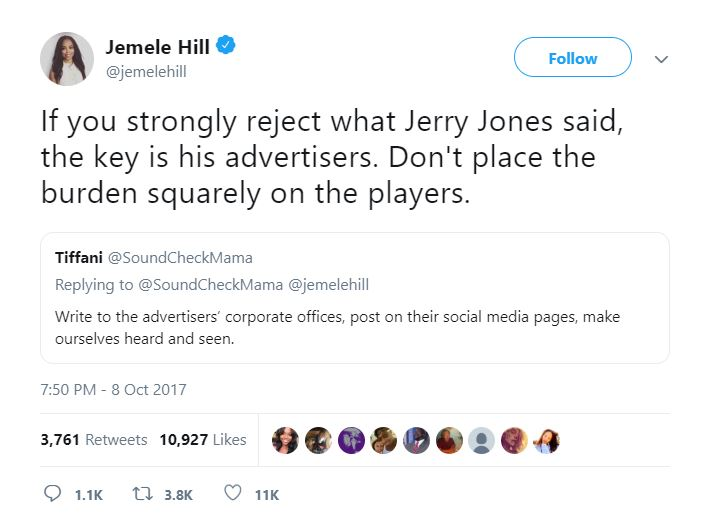 Jemele Hill
@jemelehill
Follow
If you strongly reject what Jerry Jones said,
the key is his advertisers. Don't place the
burden squarely on the players.
Tiffani @SoundCheckMama
Replying to @SoundCheckMama @jemelehill
Write to the advertisers' corporate offices, post on their social media pages, make
ourselves heard and seen.
7:50 PM - 8 Oct 2017
3,761 Retweets 10,927 Likes
1.1K 3.8K 11K